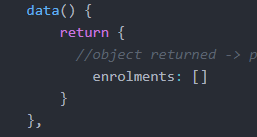 data() {
return {
//object returned -> p
enrolments: []
}
},